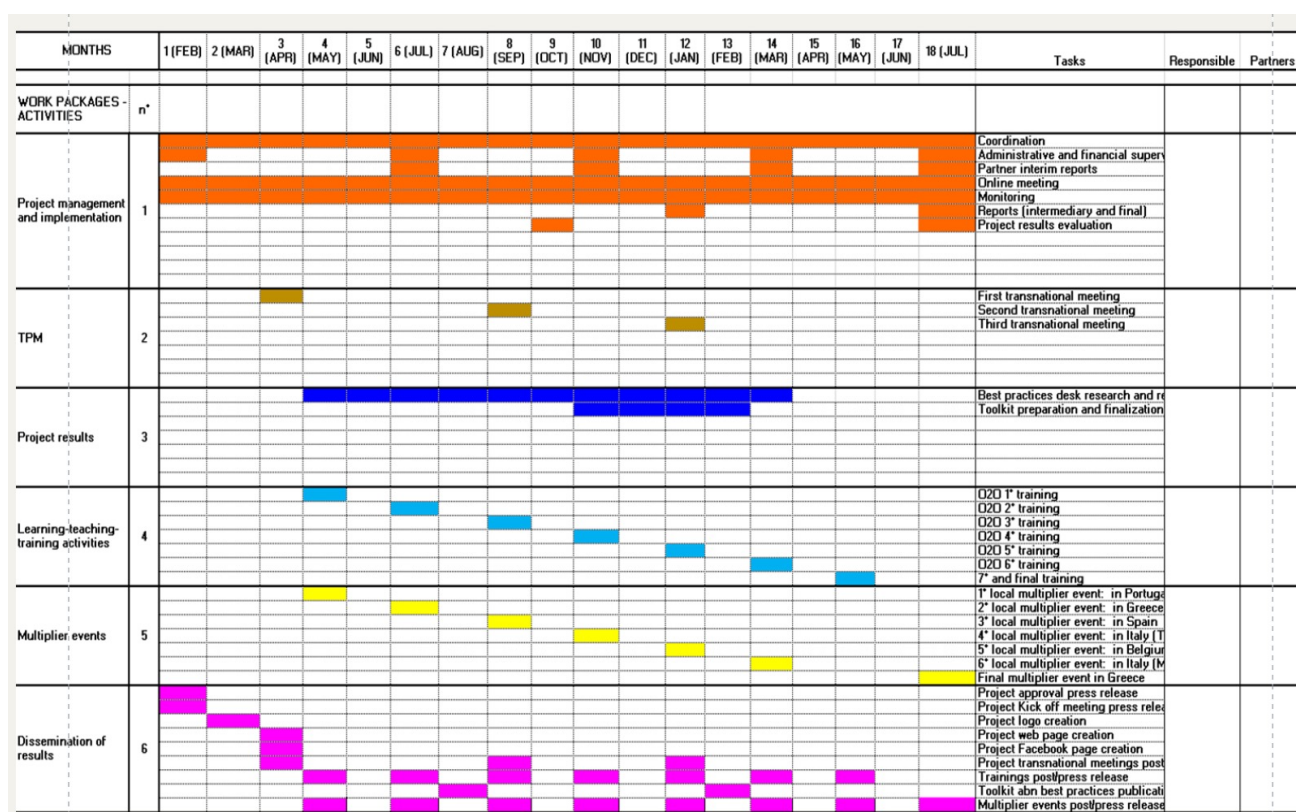 MONTHS
1 (FEB) 2 (MAR) 3 (APR) 4 (MAY) 5 (JUN) 6 (JUL) 7 (AUG) 8 (SEP) 9 (OCT) 10 (NOV) 11 (DEC) 12 (JAN) 13 (FEB) 14 (MAR) 15 (APR) 16 (MAY) 17 (JUN) 18 (JUL) Tasks Responsible Partners
WORK PACKAGES - ACTIVITIES n°
Project management and implementation 1
Coordination
Administrative and financial superv
Partner interim reports
Online meeting
Monitoring
Reports (intermediary and final)
Project results evaluation
TPM 2
First transnational meeting
Second transnational meeting
Third transnational meeting
Project results 3
Best practices desk research and re
Toolkit preparation and finalization
Learning-teaching-training activities 4
O2O 1° training
O2O 2° training
O2O 3° training
O2O 4° training
O2O 5° training
O2O 6° training
7° and final training
Multiplier events 5
1° local multiplier event: in Portuga
2° local multiplier event: in Greece
3° local multiplier event: in Spain
4° local multiplier event: in Italy (T
5° local multiplier event: in Belgiur
6° local multiplier event: in Italy (M
Final multiplier event in Greece
Dissemination of results 6
Project approval press release
Project Kick off meeting press relea
Project logo creation
Project web page creation
Project Facebook page creation
Project transnational meetings post
Trainings post/press release
Toolkit abn best practices publicati
Multiplier events post/press release